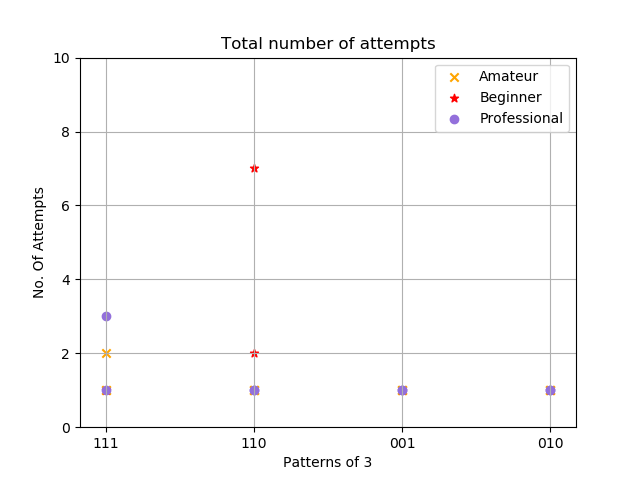 Total number of attempts
10
8
6
4
2
0
No. Of Attempts
Amateur
Beginner
Professional
111 110 001 010
Patterns of 3